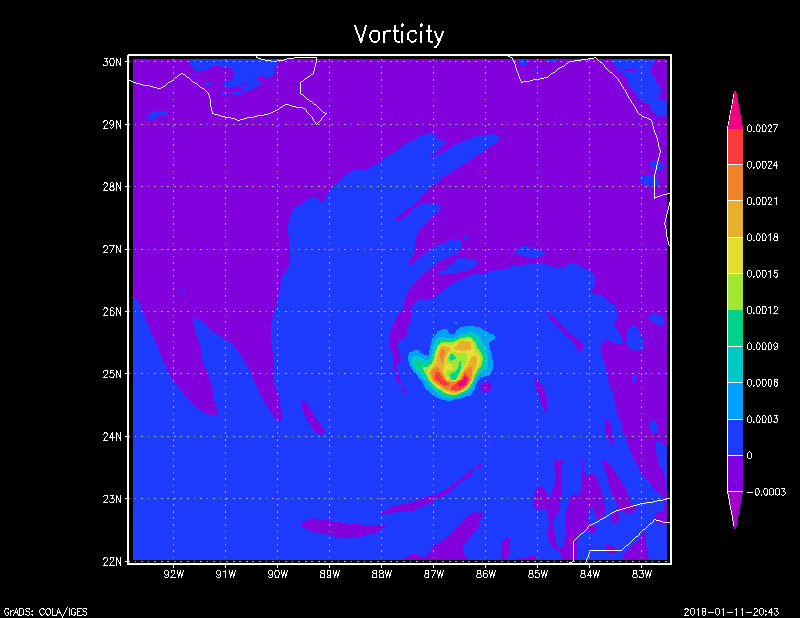 Vorticity
30N
29N
28N
27N
26N
25N
24N
23N
22N
92W 91W 90W 89W 88W 87W 86W 85W 84W 83W
0.0027
0.0024
0.0021
0.0018
0.0015
0.0012
0.0009
0.0006
0.0003
0
-0.0003
GrADS: COLA/IGES
2018-01-11-20:43